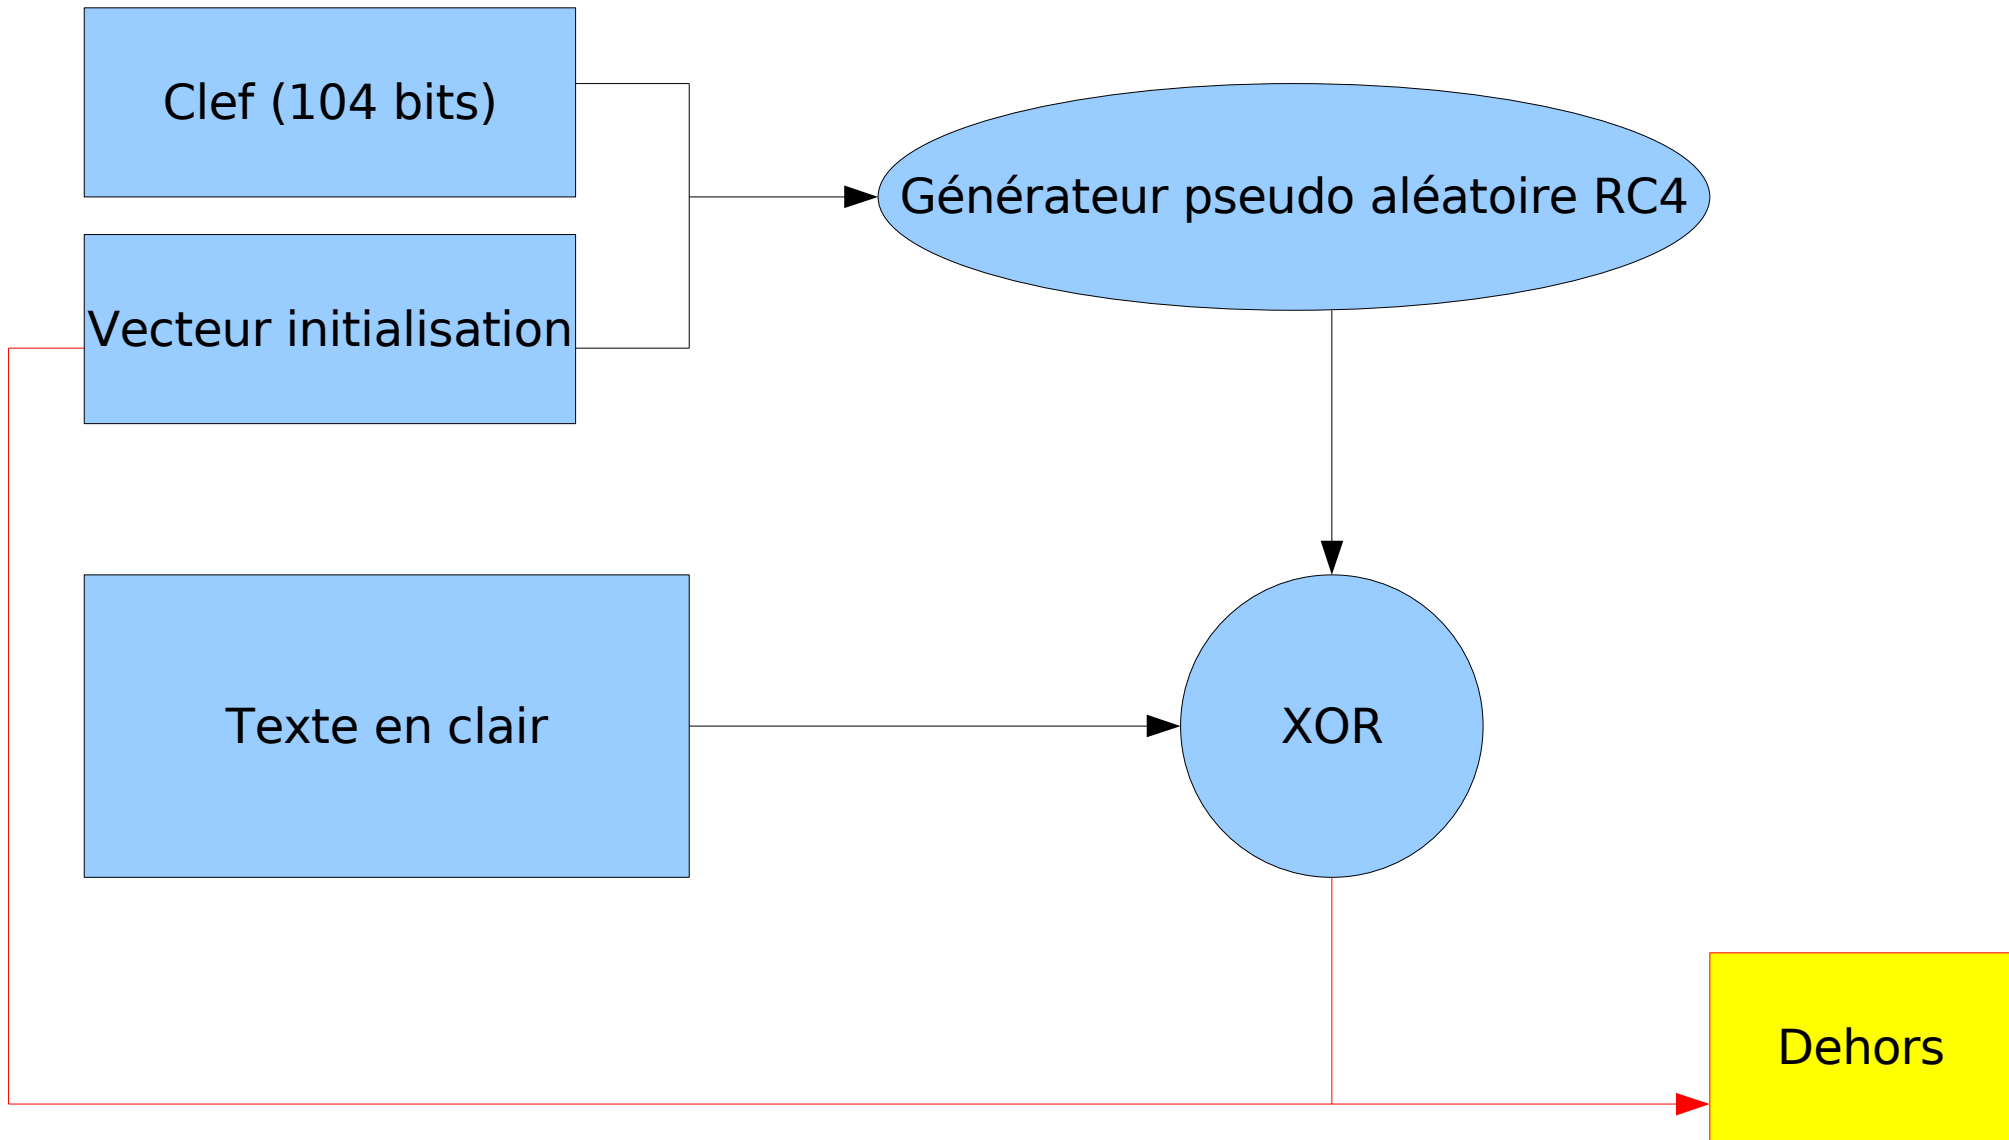 Clef (104 bits)
Générateur pseudo aléatoire RC4
Vecteur initialisation
Texte en clair
XOR
Dehors